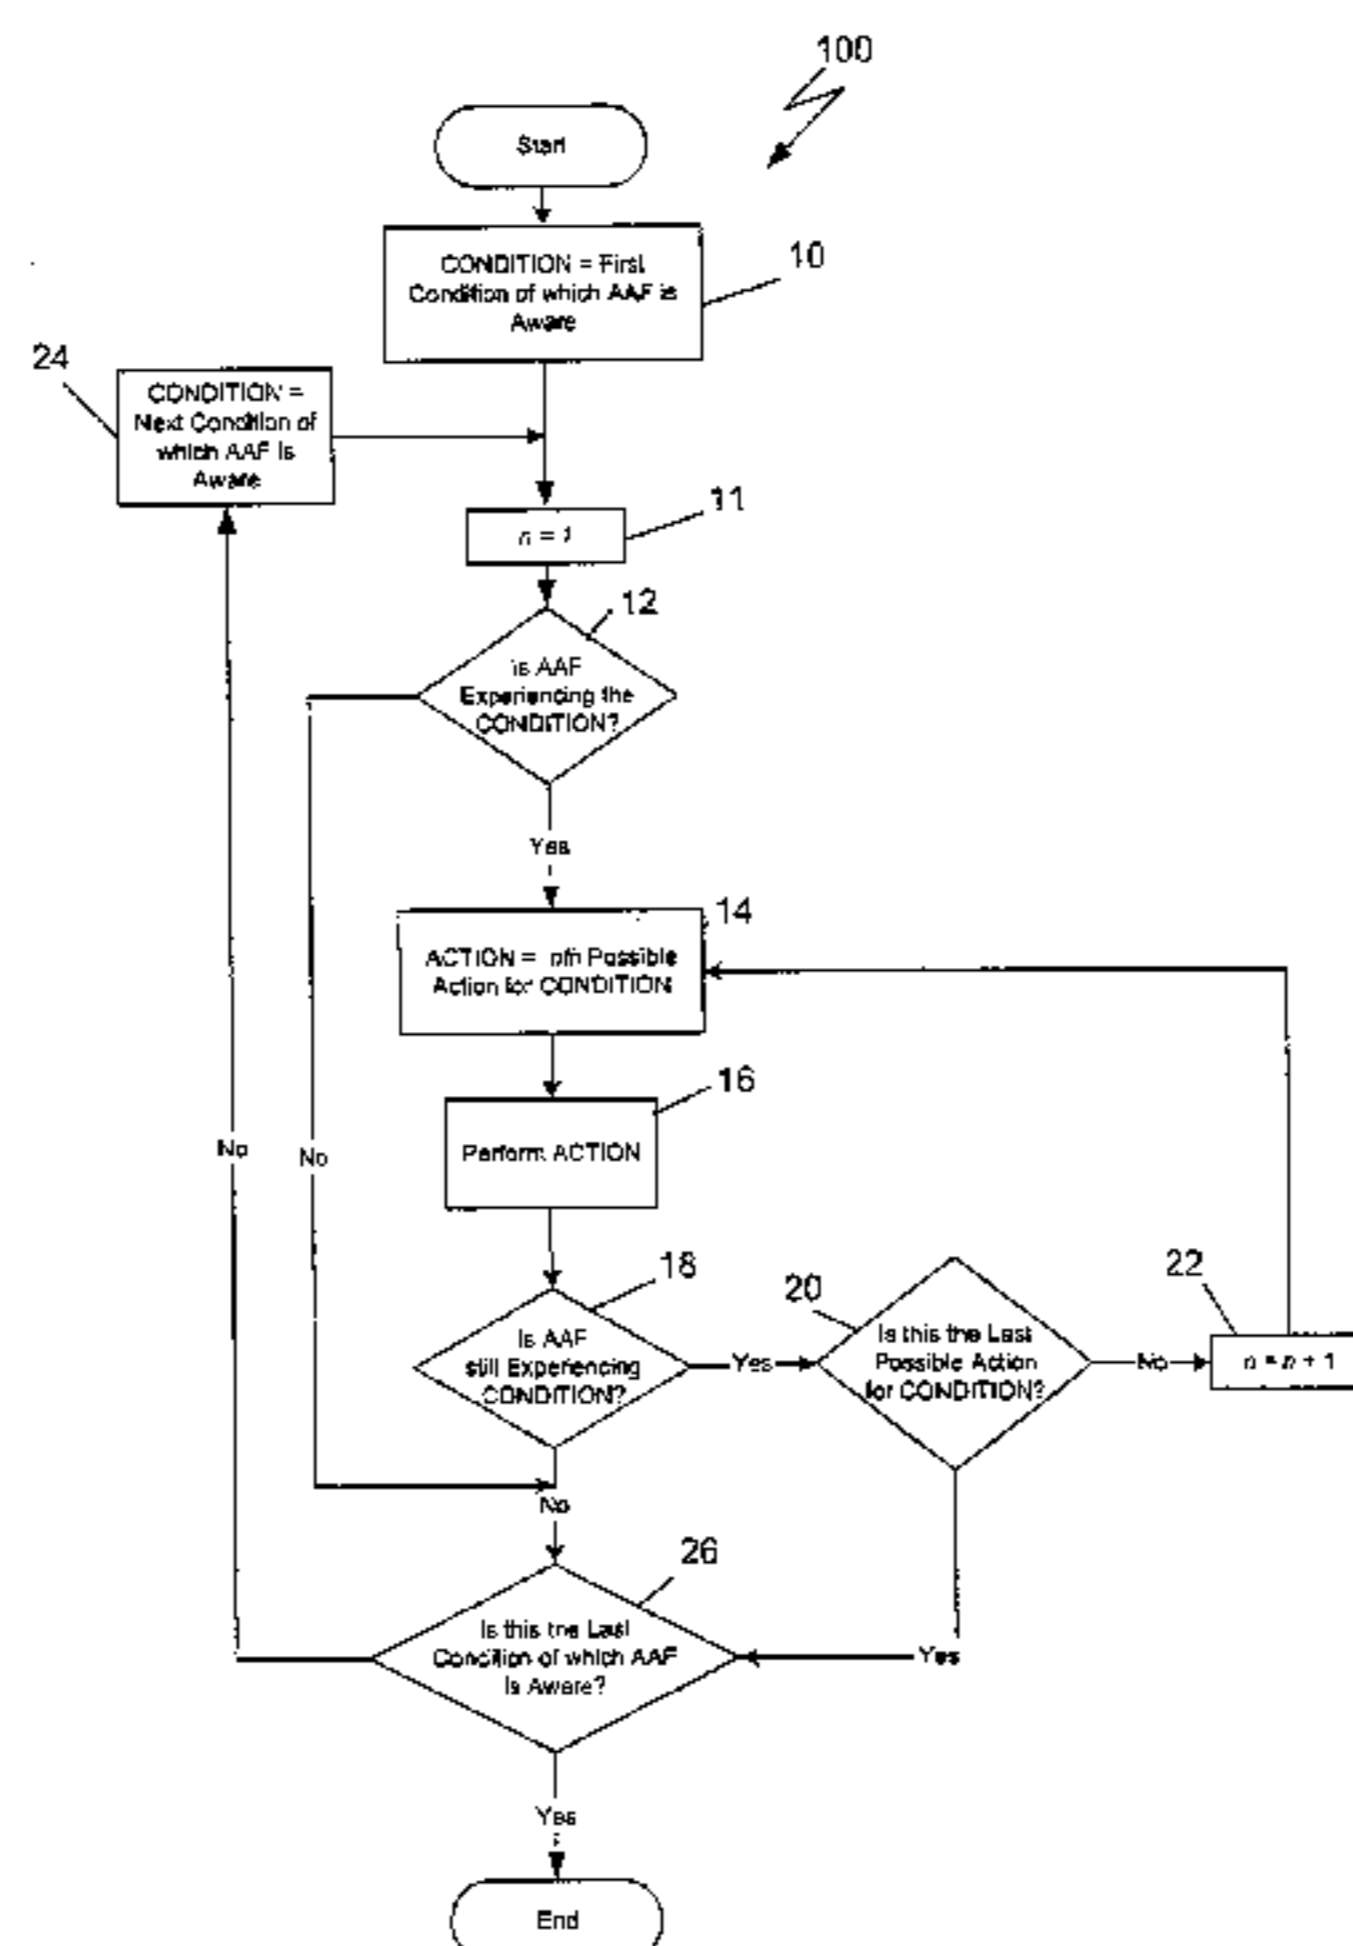 100
Start
CONDITION = First
Condition of which AAF is
Aware
10
24
CONDITION =
Next Condition of
which AAF is
Aware
11
n = 1
12
Is AAF
Experiencing the
CONDITION?
Yes
14
ACTION = nth Possible
Action for CONDITION
16
Perform ACTION
No
No
18
Is AAF
still Experiencing
CONDITION?
Yes
20
Is this the Last
Possible Action
for CONDITION?
No
22
n = n + 1
No
26
Is this the Last
Condition of which AAF
is Aware?
Yes
Yes
End